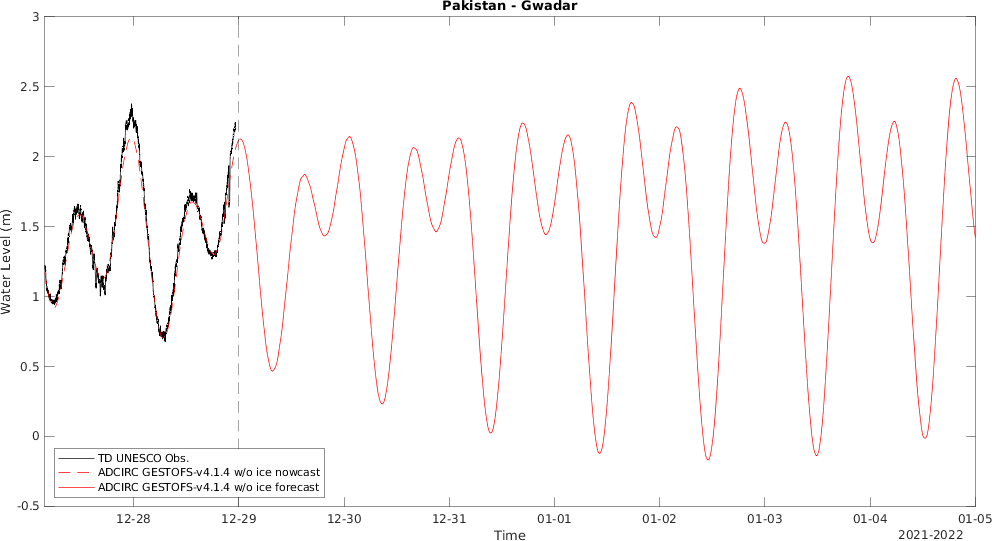 Pakistan - Gwadar
3
2.5
2
1.5
1
0.5
0
-0.5
Water Level (m)
TD UNESCO Obs.
ADCIRC GESTOFS-v4.1.4 w/o ice nowcast
ADCIRC GESTOFS-v4.1.4 w/o ice forecast
12-28 12-29 12-30 12-31 01-01 01-02 01-03 01-04 01-05
Time
2021-2022